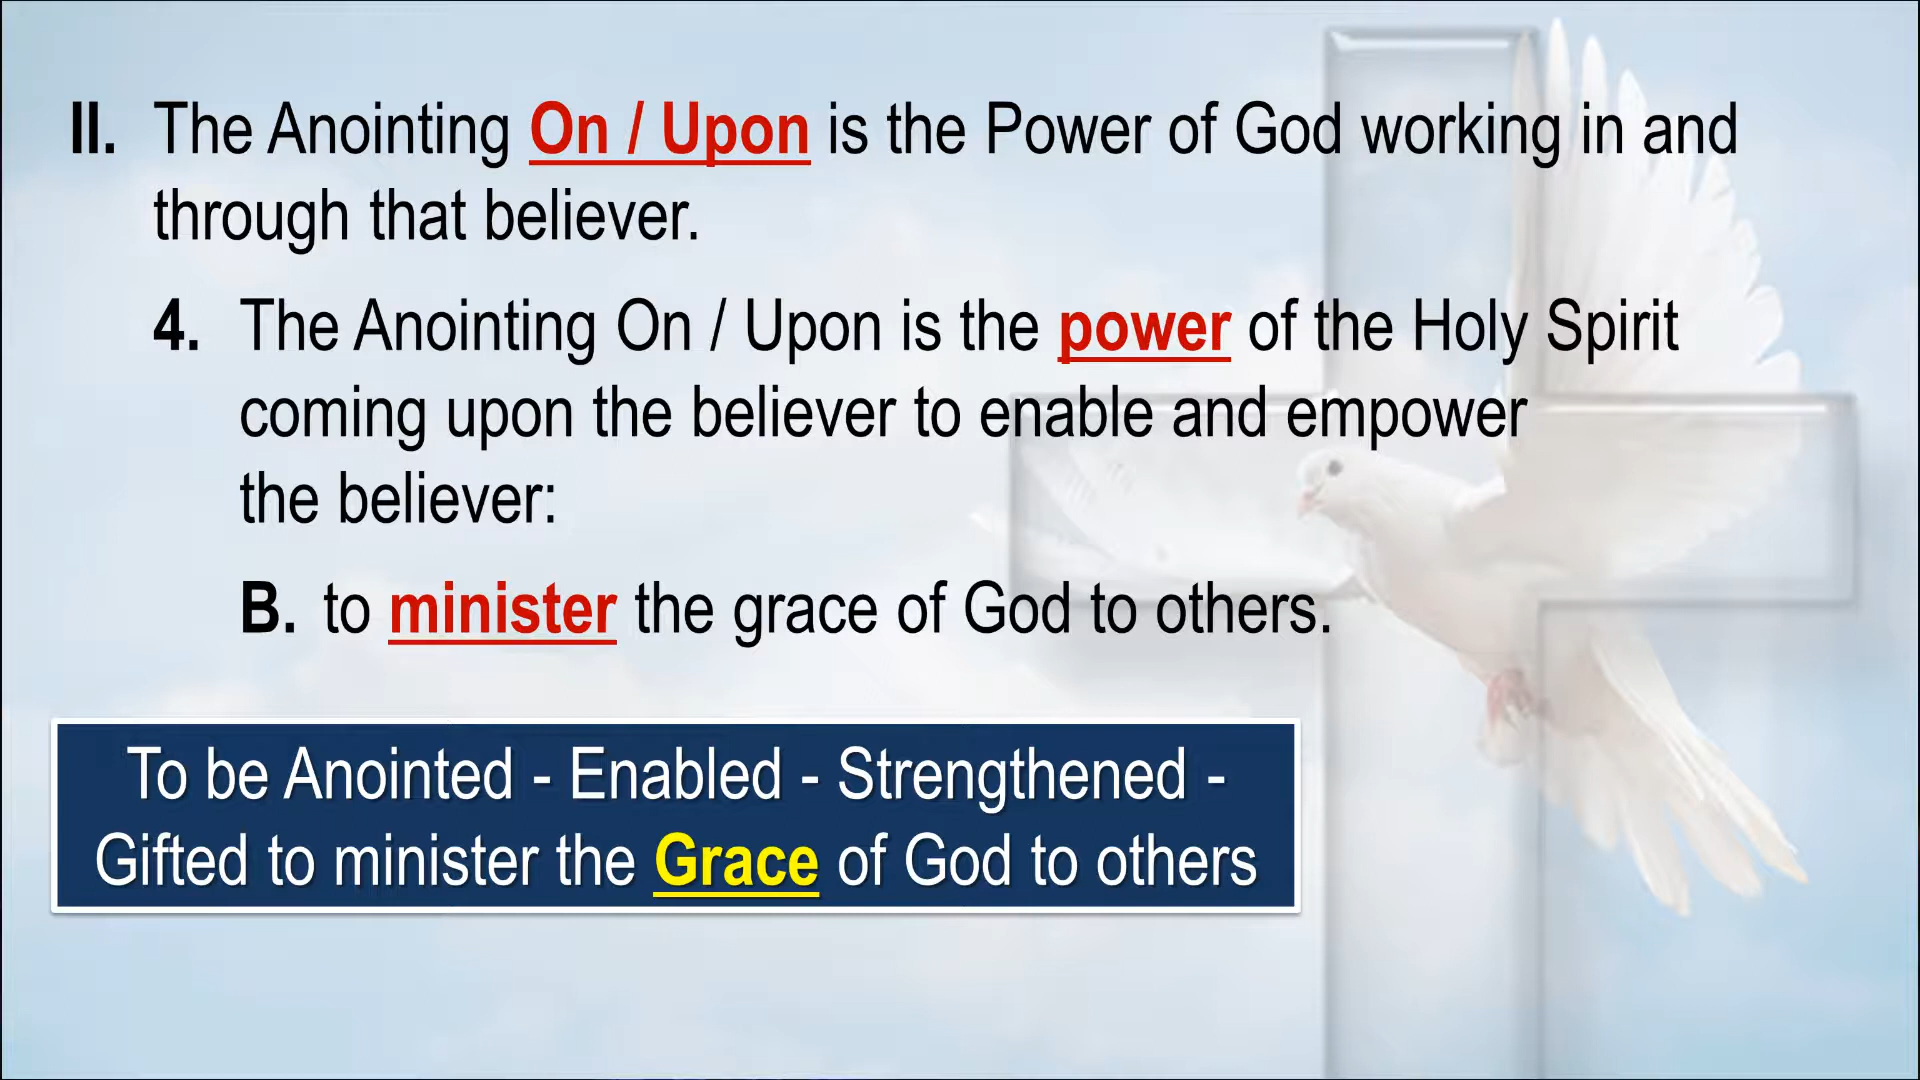 II. The Anointing On / Upon is the Power of God working in and
through that believer.
4. The Anointing On / Upon is the power of the Holy Spirit
coming upon the believer to enable and empower
the believer:
B. to minister the grace of God to others.
To be Anointed - Enabled - Strengthened -
Gifted to minister the Grace of God to others